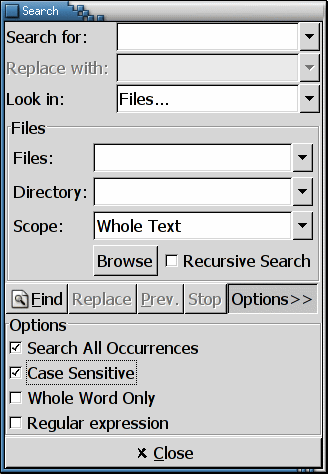 Search
Search for:
Replace with:
Look in: Files...
Files
Files:
Directory:
Scope: Whole Text
Browse Recursive Search
Find Replace Prev. Stop Options>>
Options
Search All Occurrences
Case Sensitive
Whole Word Only
Regular expression
x Close